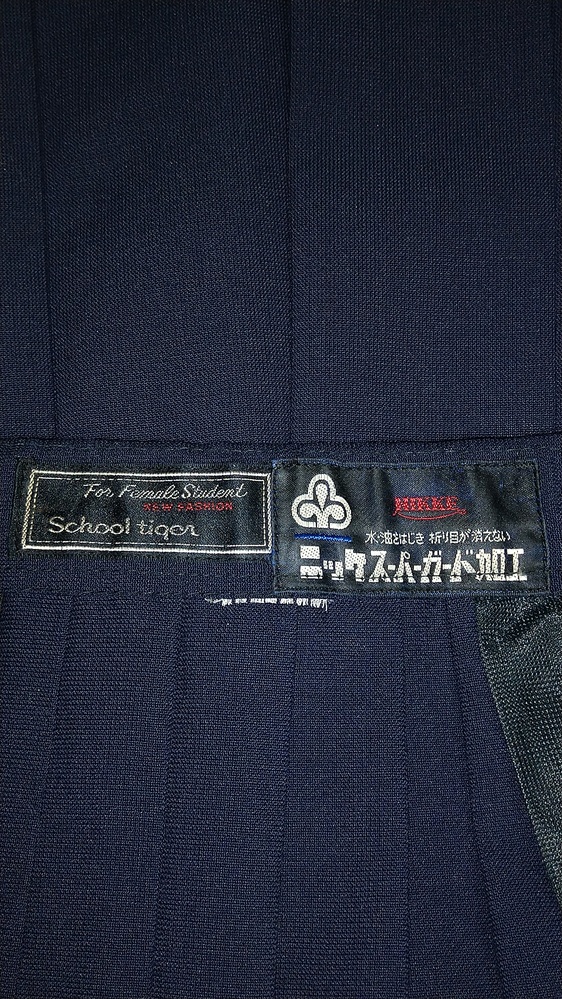 For Female Student
NEW FASHION
School tiger
NIKKE
水・油をはじき 折り目が消えない
ニッケスーパーガード加工